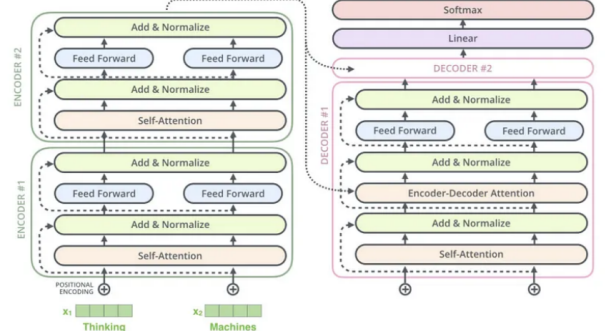 ENCODER #2
Add & Normalize
Feed Forward Feed Forward
Add & Normalize
Self-Attention
ENCODER #1
Add & Normalize
Feed Forward Feed Forward
Add & Normalize
Self-Attention
POSITIONAL
ENCODING
x₁ x₂
Thinking Machines
Softmax
Linear
DECODER #2
DECODER #1
Add & Normalize
Feed Forward Feed Forward
Add & Normalize
Encoder-Decoder Attention
Add & Normalize
Self-Attention